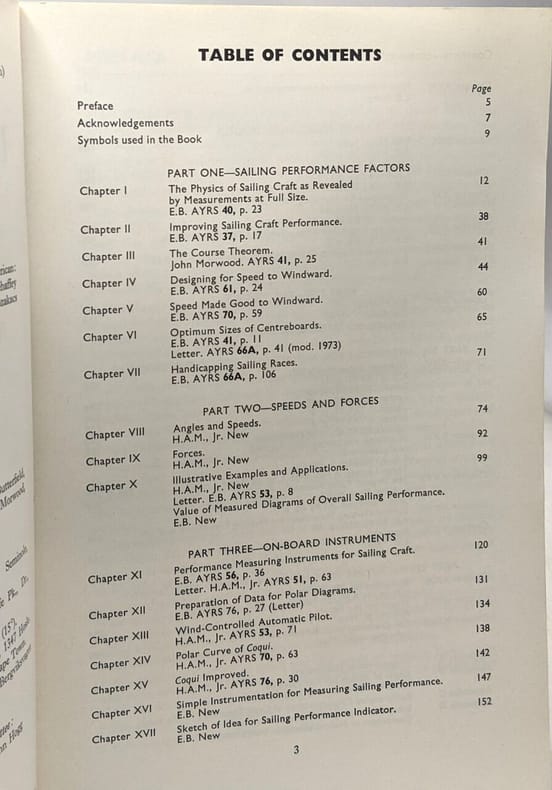 TABLE OF CONTENTS
Page
Preface 5
Acknowledgements 7
Symbols used in the Book 9
PART ONE—SAILING PERFORMANCE FACTORS
Chapter I The Physics of Sailing Craft as Revealed 12
by Measurements at Full Size.
E.B. AYRS 40, p. 23
Chapter II Improving Sailing Craft Performance. 38
E.B. AYRS 37, p. 17
Chapter III The Course Theorem. 41
John Morwood. AYRS 41, p. 25
Chapter IV Designing for Speed to Windward. 44
E.B. AYRS 61, p. 24
Chapter V Speed Made Good to Windward. 60
E.B. AYRS 70, p. 59
Chapter VI Optimum Sizes of Centreboards. 65
E.B. AYRS 41, p. 11
Letter. AYRS 66A, p. 41 (mod. 1973)
Chapter VII Handicapping Sailing Races. 71
E.B. AYRS 66A, p. 106
PART TWO—SPEEDS AND FORCES
Chapter VIII Angles and Speeds. 74
H.A.M., Jr. New
Chapter IX Forces. 92
H.A.M., Jr. New
Chapter X Illustrative Examples and Applications. 99
H.A.M., Jr. New
Letter. E.B. AYRS 53, p. 8
Value of Measured Diagrams of Overall Sailing Performance.
E.B. New
PART THREE—ON-BOARD INSTRUMENTS
Chapter XI Performance Measuring Instruments for Sailing Craft. 120
E.B. AYRS 56, p. 36
Letter. H.A.M., Jr. AYRS 51, p. 63
Chapter XII Preparation of Data for Polar Diagrams. 131
E.B. AYRS 76, p. 27 (Letter)
Chapter XIII Wind-Controlled Automatic Pilot. 134
H.A.M., Jr. AYRS 53, p. 71
Chapter XIV Polar Curve of Coqui. 138
H.A.M., Jr. AYRS 70, p. 63
Chapter XV Coqui Improved. 142
H.A.M., Jr. AYRS 76, p. 30
Chapter XVI Simple Instrumentation for Measuring Sailing Performance. 147
E.B. New
Chapter XVII Sketch of Idea for Sailing Performance Indicator. 152
E.B. New
3